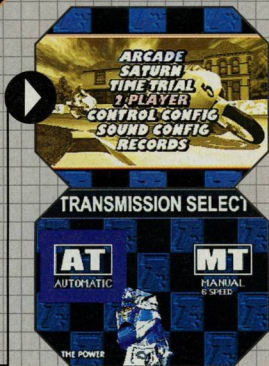 ARCADE
SATURN
TIME TRIAL
2 PLAYER
CONTROL CONFIG
SOUND CONFIG
RECORDS
5
TRANSMISSION SELECT
AT MT
AUTOMATIC MANUAL
6 SPEED
THE POWER